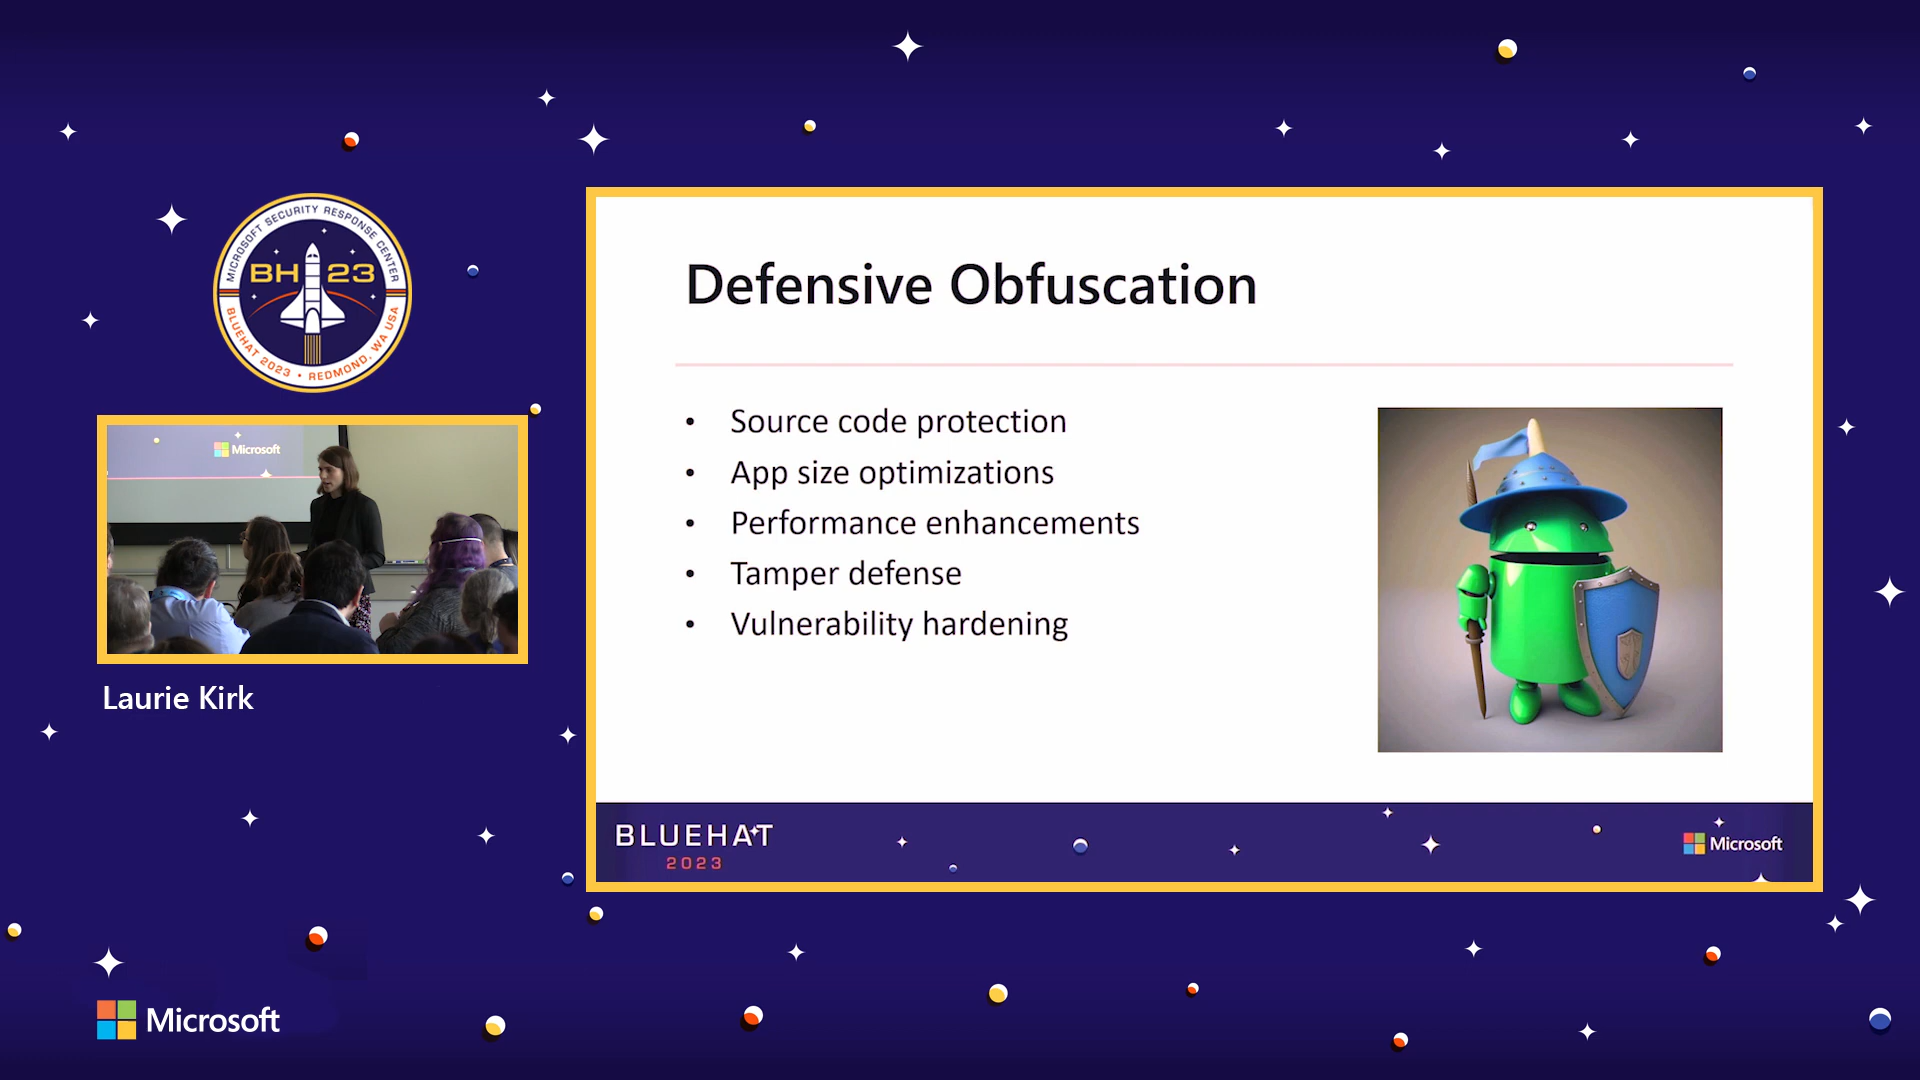 MICROSOFT SECURITY RESPONSE CENTER
BH 23
BLUEHAT 2023 • REDMOND, WA USA
Microsoft
Laurie Kirk
Defensive Obfuscation
• Source code protection
• App size optimizations
• Performance enhancements
• Tamper defense
• Vulnerability hardening
BLUEHAT
2023
Microsoft
Microsoft